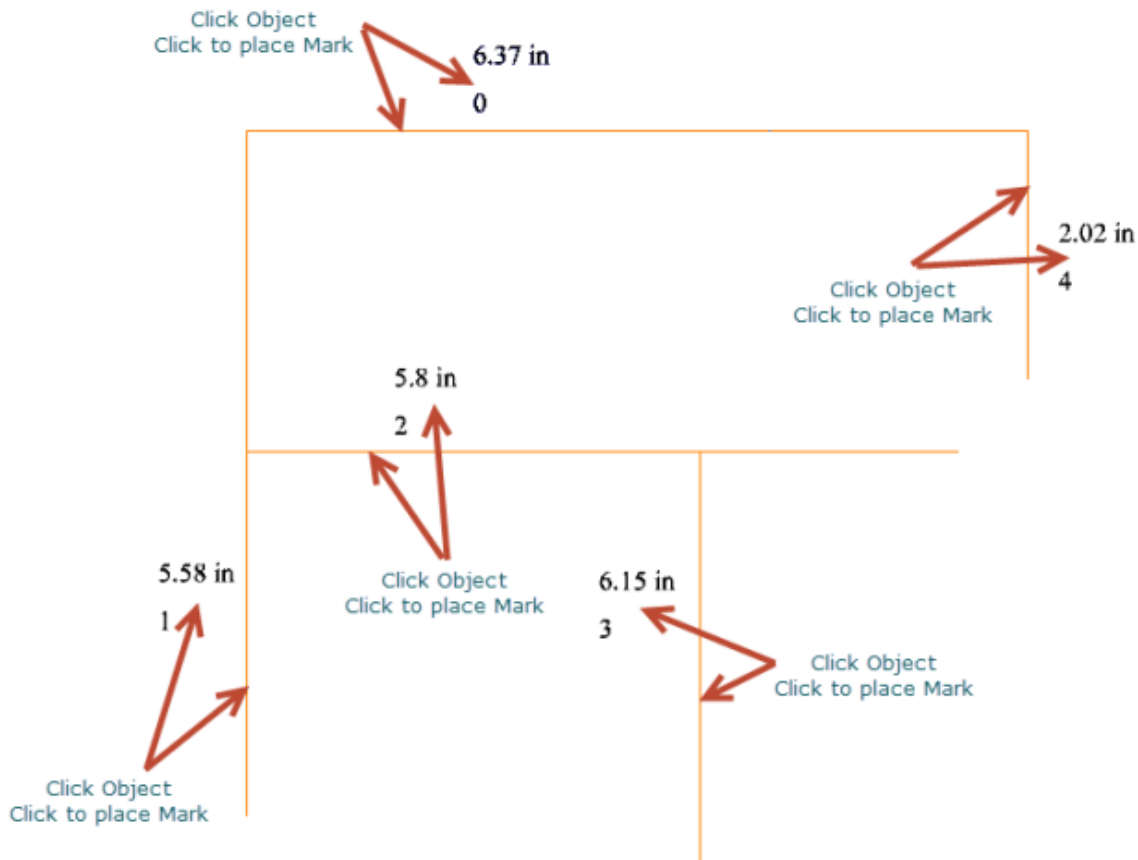 Click Object
Click to place Mark
6.37 in
0
2.02 in
4
Click Object
Click to place Mark
5.8 in
2
5.58 in
1
Click Object
Click to place Mark
6.15 in
3
Click Object
Click to place Mark
Click Object
Click to place Mark